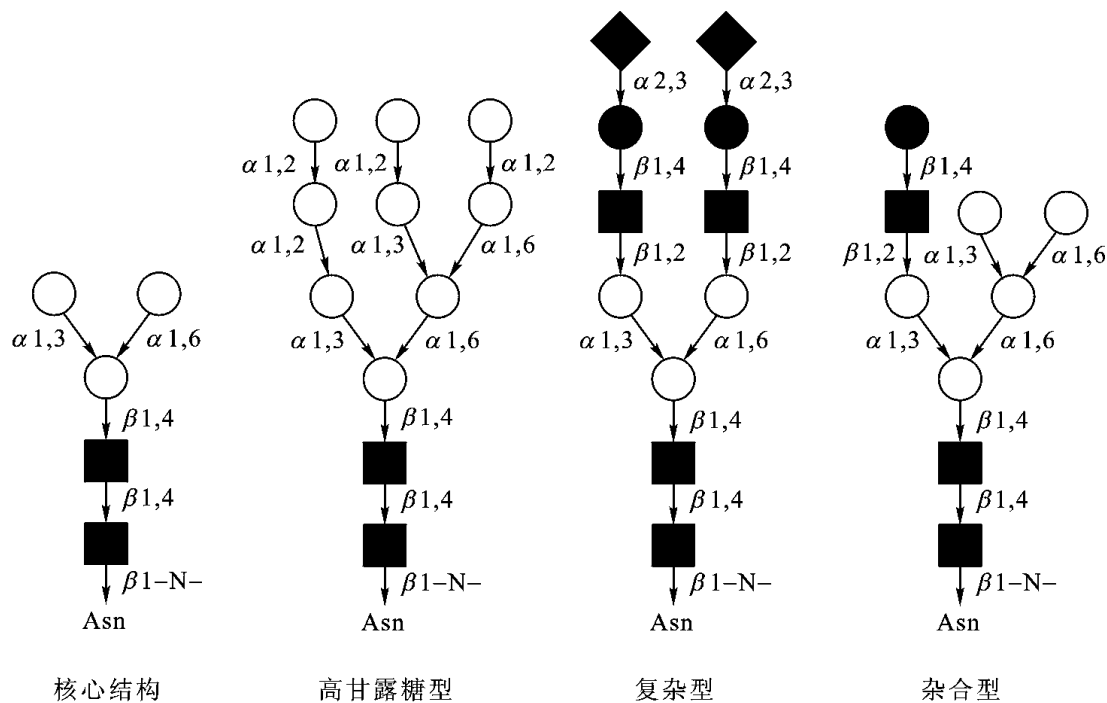 α2,3 α2,3
α1,2 α1,2 α1,2 β1,4 β1,4 β1,4
α1,2 α1,3 α1,6 β1,2 β1,2 β1,2 α1,3 α1,6
α1,3 α1,6 α1,3 α1,6 α1,3 α1,6 α1,3 α1,6
β1,4 β1,4 β1,4 β1,4
β1,4 β1,4 β1,4 β1,4
β1–N– β1–N– β1–N– β1–N–
Asn Asn Asn Asn
核心结构 高甘露糖型 复杂型 杂合型